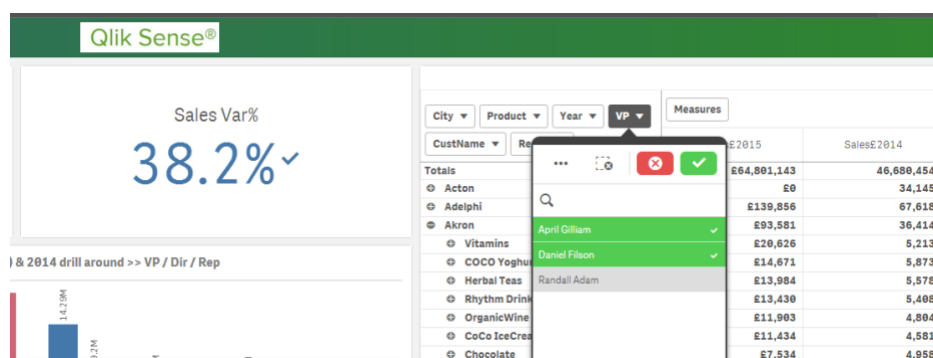 Qlik Sense®
Sales Var%
38.2%
) & 2014 drill around >> VP / Dir / Rep
14.29M
City Product Year VP Measures
CustName
£2015 Sales£2014
Totals £64,801,143 46,680,454
Acton £0 34,145
Adelphi £139,856 67,618
Akron £93,581 36,414
Vitamins £20,626 5,213
COCO Yoghu £14,671 5,873
Herbal Teas £13,984 5,578
Rhythm Drink £13,430 5,408
OrganicWine £11,903 4,804
CoCo IceCrea £11,434 4,581
Chocolate £7,534 4,958
April Gilliam
Daniel Filson
Randall Adam